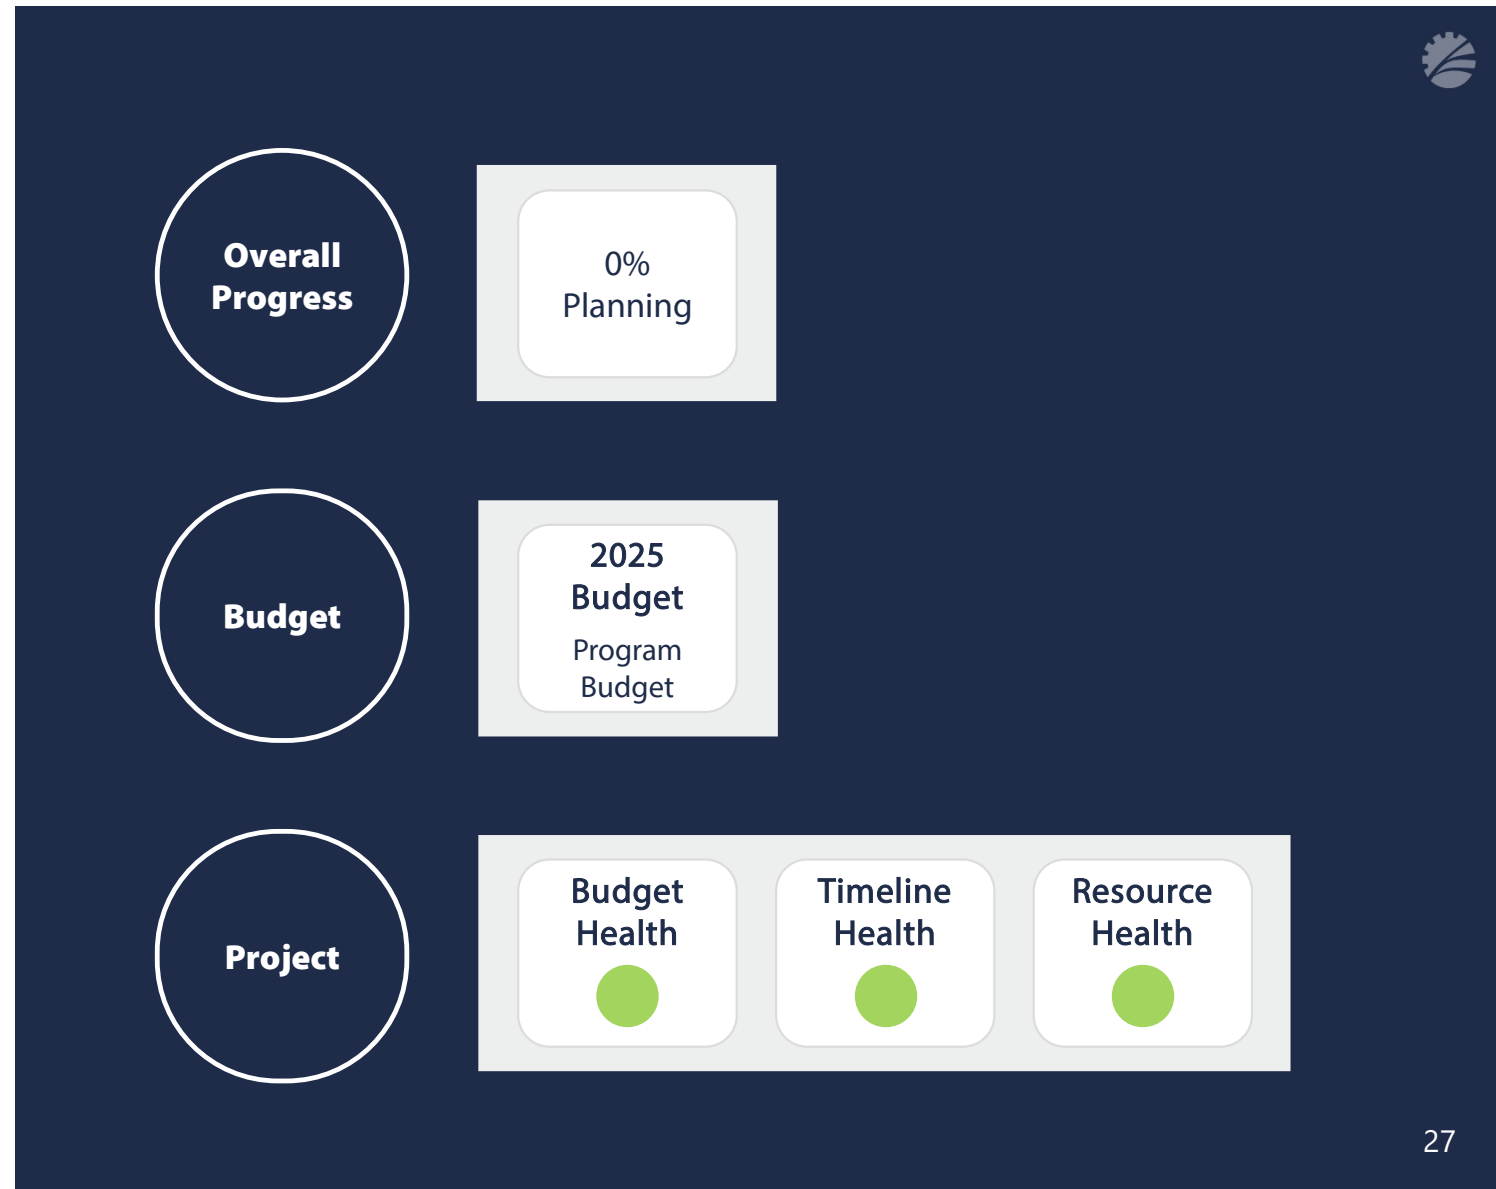 Overall
Progress
0%
Planning
Budget
2025
Budget
Program
Budget
Project
Budget
Health
Timeline
Health
Resource
Health
27